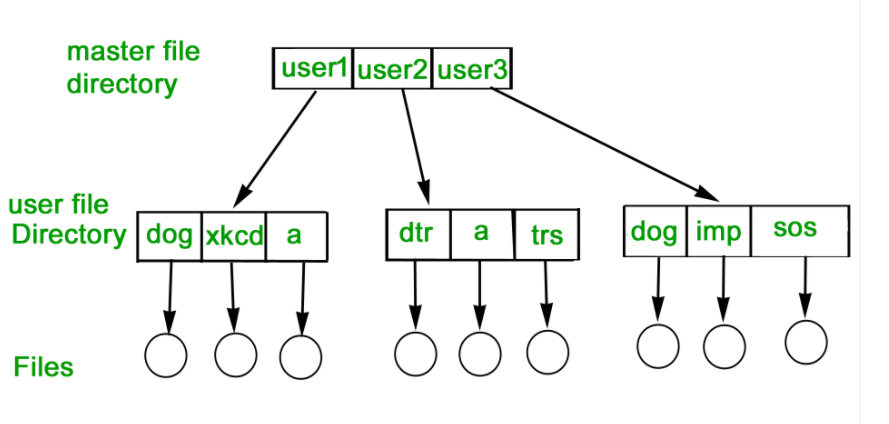 master file
directory
user1 user2 user3
user file
Directory
dog xkcd a
dtr a trs
dog imp sos
Files